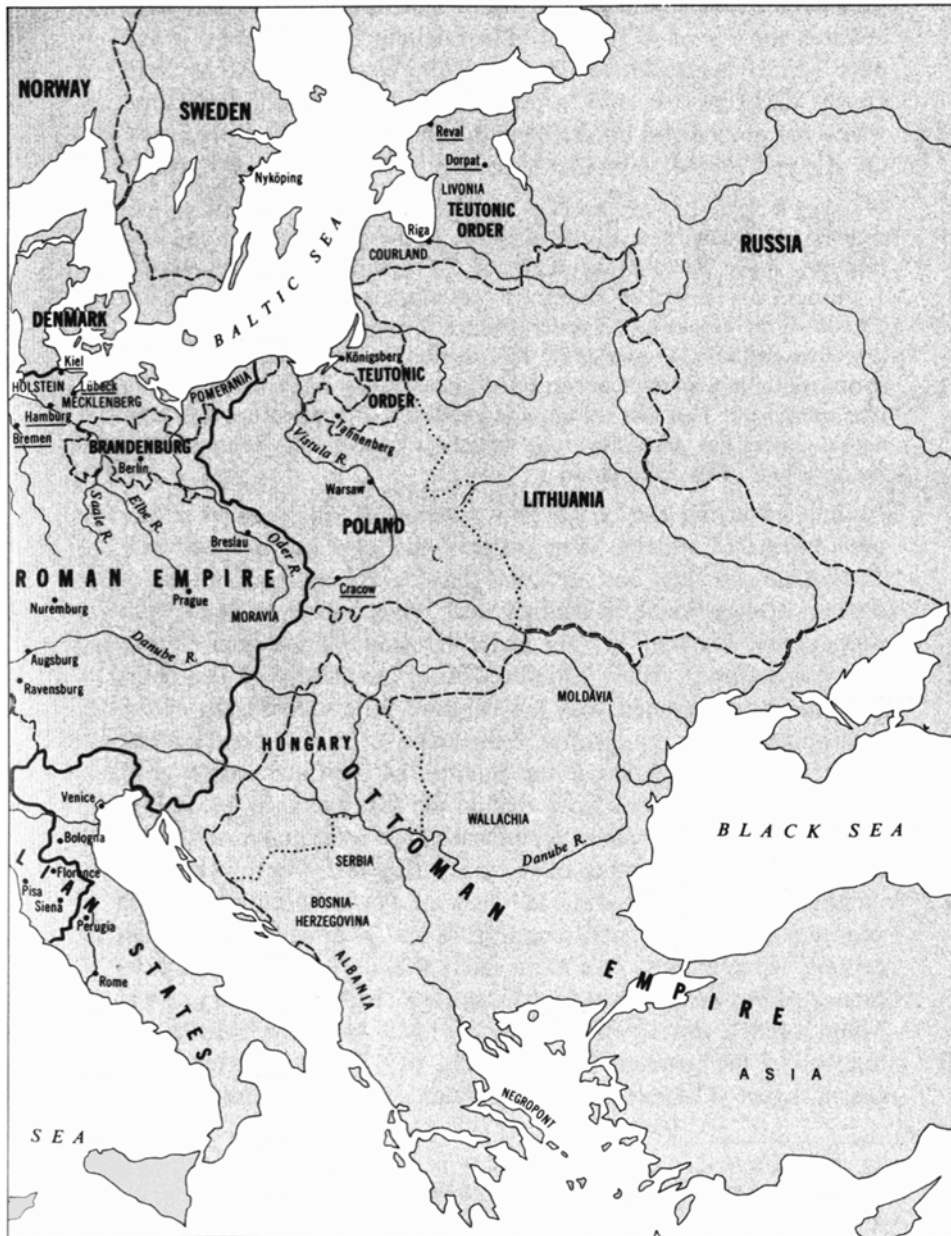 NORWAY
SWEDEN
Nyköping
Reval
Dorpat
LIVONIA
TEUTONIC
ORDER
Riga
COURLAND
RUSSIA
BALTIC SEA
DENMARK
Kiel
HOLSTEIN
Lübeck
MECKLENBERG
Hamburg
Bremen
POMERANIA
Königsberg
TEUTONIC
ORDER
Tannenberg
BRANDENBURG
Berlin
Vistula R.
Warsaw
Saale R.
Elbe R.
POLAND
LITHUANIA
Breslau
Oder R.
ROMAN EMPIRE
Cracow
Nuremburg
Prague
MORAVIA
Danube R.
Augsburg
Ravensburg
MOLDAVIA
HUNGARY
OTTOMAN
Venice
Bologna
WALLACHIA
BLACK SEA
SERBIA
Danube R.
LIAN
Florence
Pisa
Siena
BOSNIA-
HERZEGOVINA
Perugia
STATES
ALBANIA
Rome
EMPIRE
ASIA
NEGROPONT
SEA